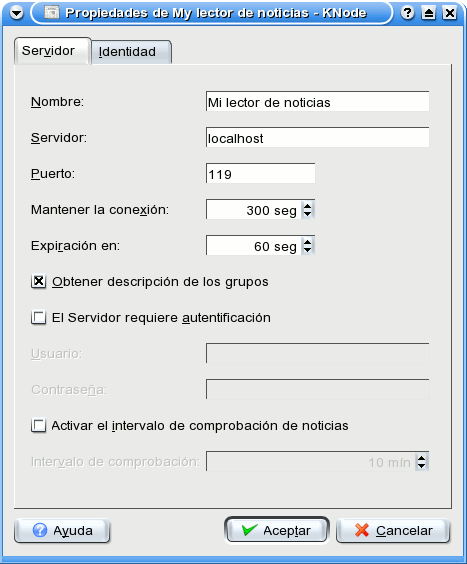 Propiedades de My lector de noticias - KNode
Servidor
Identidad
Nombre: Mi lector de noticias
Servidor: localhost
Puerto: 119
Mantener la conexión: 300 seg
Expiración en: 60 seg
Obtener descripción de los grupos
El Servidor requiere autentificación
Usuario:
Contraseña:
Activar el intervalo de comprobación de noticias
Intervalo de comprobación: 10 mín
Ayuda Aceptar Cancelar